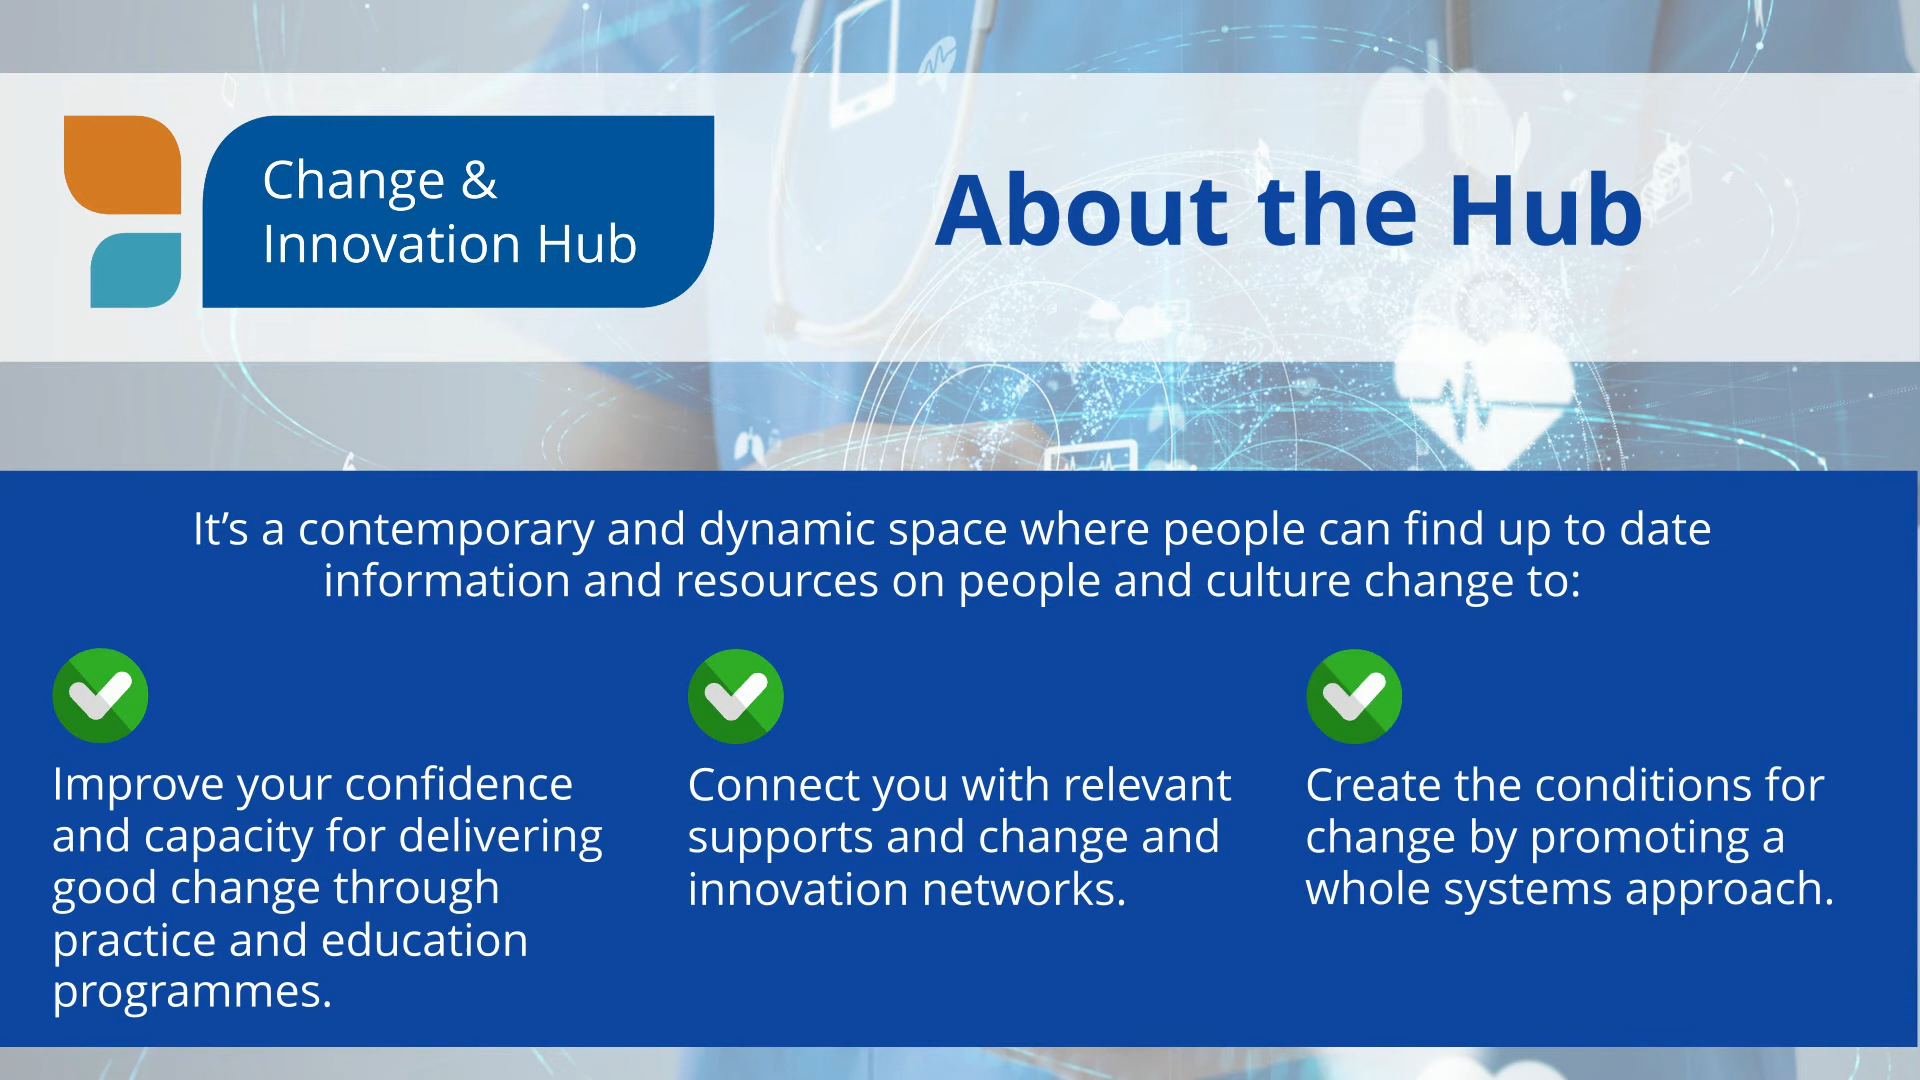 Change &
Innovation Hub
About the Hub
It’s a contemporary and dynamic space where people can find up to date
information and resources on people and culture change to:
Improve your confidence
and capacity for delivering
good change through
practice and education
programmes.
Connect you with relevant
supports and change and
innovation networks.
Create the conditions for
change by promoting a
whole systems approach.